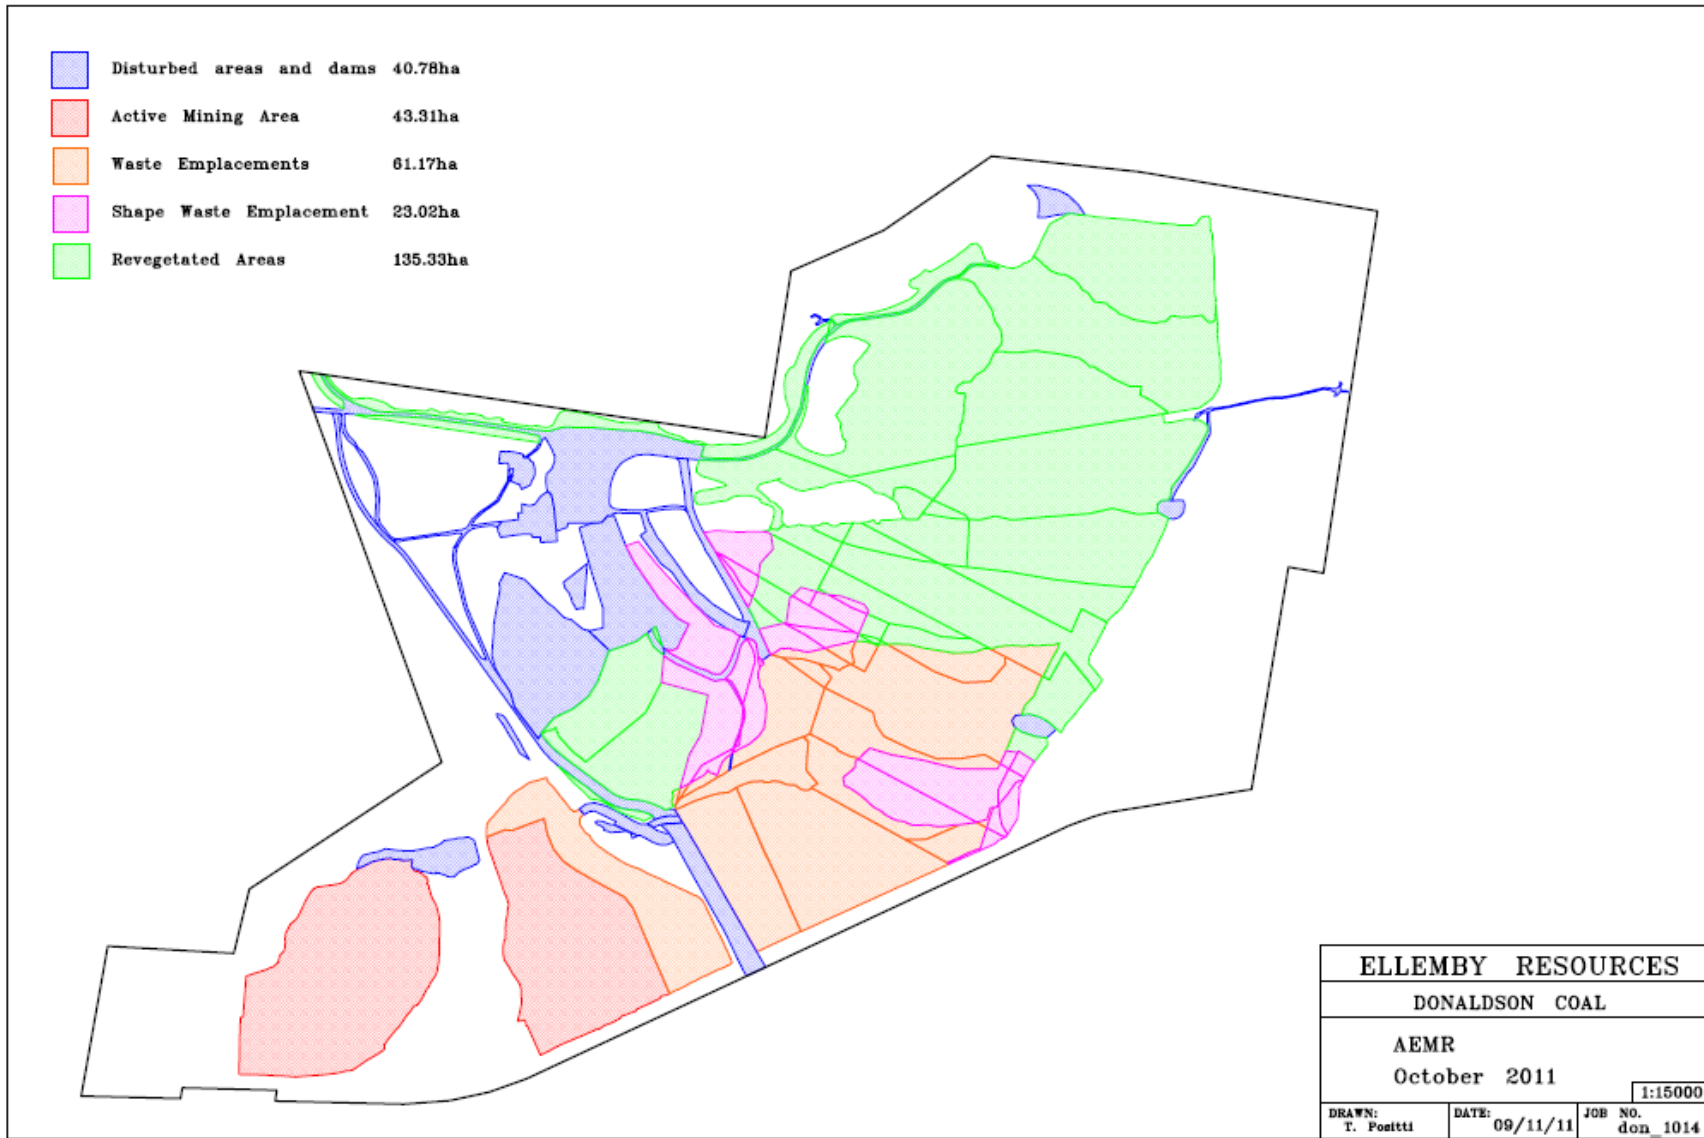 Disturbed areas and dams 40.78ha
Active Mining Area 43.31ha
Waste Emplacements 61.17ha
Shape Waste Emplacement 23.02ha
Revegetated Areas 135.33ha
ELLEMBY RESOURCES
DONALDSON COAL
AEMR
October 2011
1:15000
DRAWN: DATE: JOB NO.
T. Positti 09/11/11 don_1014